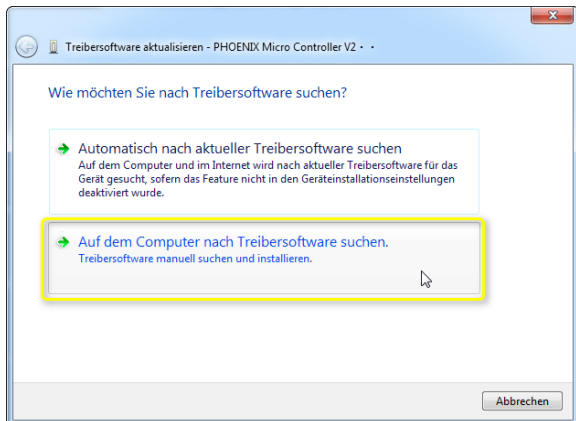 Treibersoftware aktualisieren - PHOENIX Micro Controller V2 · ·
Wie möchten Sie nach Treibersoftware suchen?
Automatisch nach aktueller Treibersoftware suchen
Auf dem Computer und im Internet wird nach aktueller Treibersoftware für das
Gerät gesucht, sofern das Feature nicht in den Geräteinstallationseinstellungen
deaktiviert wurde.
Auf dem Computer nach Treibersoftware suchen.
Treibersoftware manuell suchen und installieren.
Abbrechen